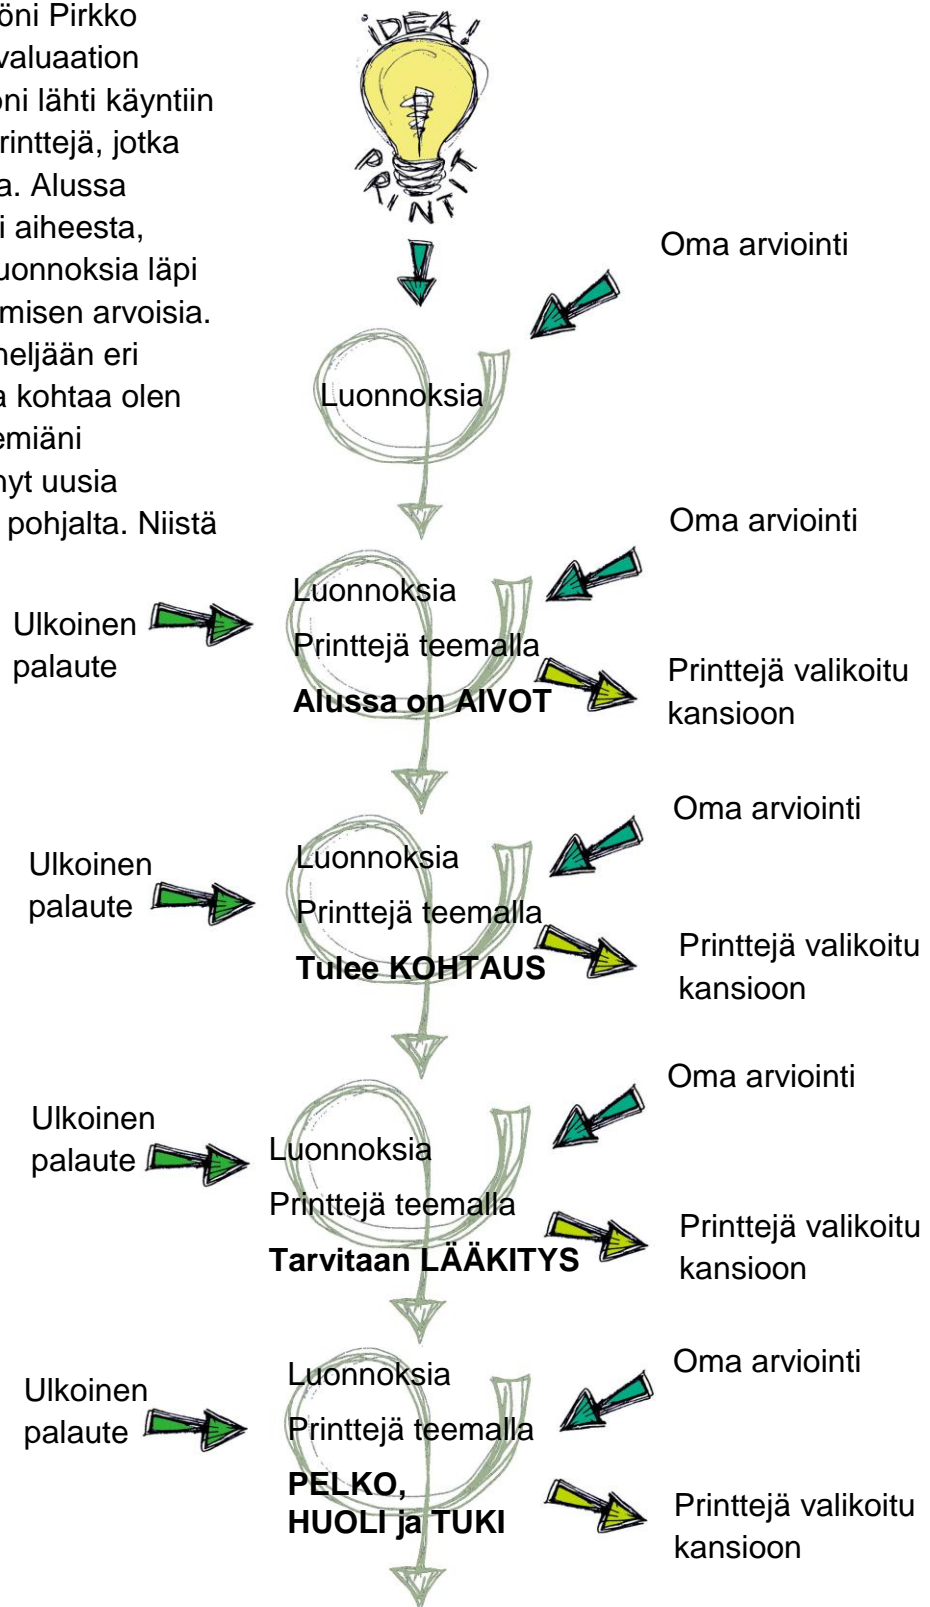 öni Pirkko
valuaation
oni lähti käyntiin
rinttejä, jotka
a. Alussa
i aiheesta,
uonnoksia läpi
misen arvoisia.
neljään eri
a kohtaa olen
emiäni
nyt uusia
pohjalta. Niistä
IDEA!
PRINTIT
Oma arviointi
Luonnoksia
Oma arviointi
Ulkoinen
palaute
Luonnoksia
Printtejä teemalla
Alussa on AIVOT
Printtejä valikoitu
kansioon
Oma arviointi
Ulkoinen
palaute
Luonnoksia
Printtejä teemalla
Tulee KOHTAUS
Printtejä valikoitu
kansioon
Oma arviointi
Ulkoinen
palaute
Luonnoksia
Printtejä teemalla
Tarvitaan LÄÄKITYS
Printtejä valikoitu
kansioon
Oma arviointi
Ulkoinen
palaute
Luonnoksia
Printtejä teemalla
PELKO,
HUOLI ja TUKI
Printtejä valikoitu
kansioon